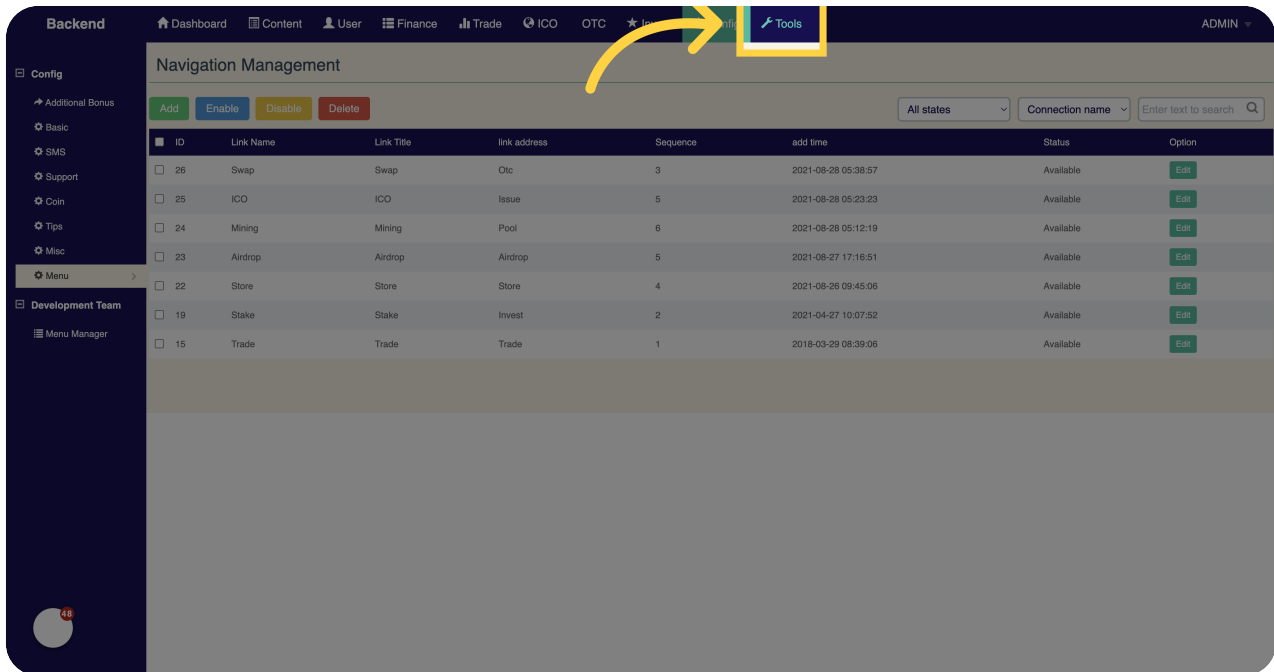 Backend Dashboard Content User Finance Trade ICO OTC Tools ADMIN
Config
Additional Bonus
Basic
SMS
Support
Coin
Tips
Misc
Menu
Development Team
Menu Manager
48
Navigation Management
Add Enable Disable Delete All states Connection name Enter text to search
ID Link Name Link Title link address Sequence add time Status Option
26 Swap Swap Otc 3 2021-08-28 05:38:57 Available Edit
25 ICO ICO Issue 5 2021-08-28 05:23:23 Available Edit
24 Mining Mining Pool 6 2021-08-28 05:12:19 Available Edit
23 Airdrop Airdrop Airdrop 5 2021-08-27 17:16:51 Available Edit
22 Store Store Store 4 2021-08-26 09:45:06 Available Edit
19 Stake Stake Invest 2 2021-04-27 10:07:52 Available Edit
15 Trade Trade Trade 1 2018-03-29 08:39:06 Available Edit